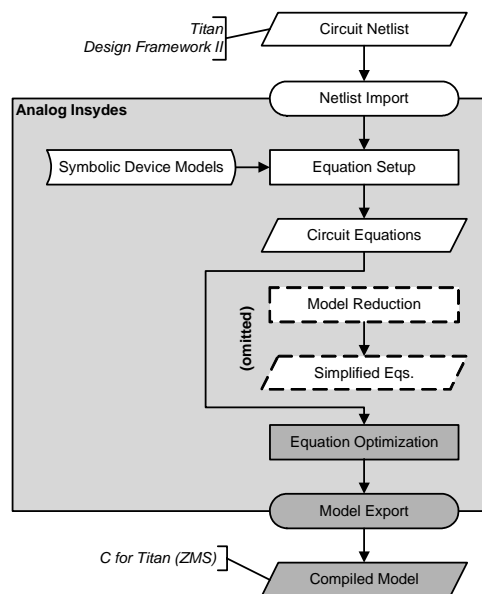 Titan
Design Framework II
Circuit Netlist
Netlist Import
Analog Insydes
Symbolic Device Models
Equation Setup
Circuit Equations
Model Reduction
(omitted)
Simplified Eqs.
Equation Optimization
Model Export
C for Titan (ZMS)
Compiled Model